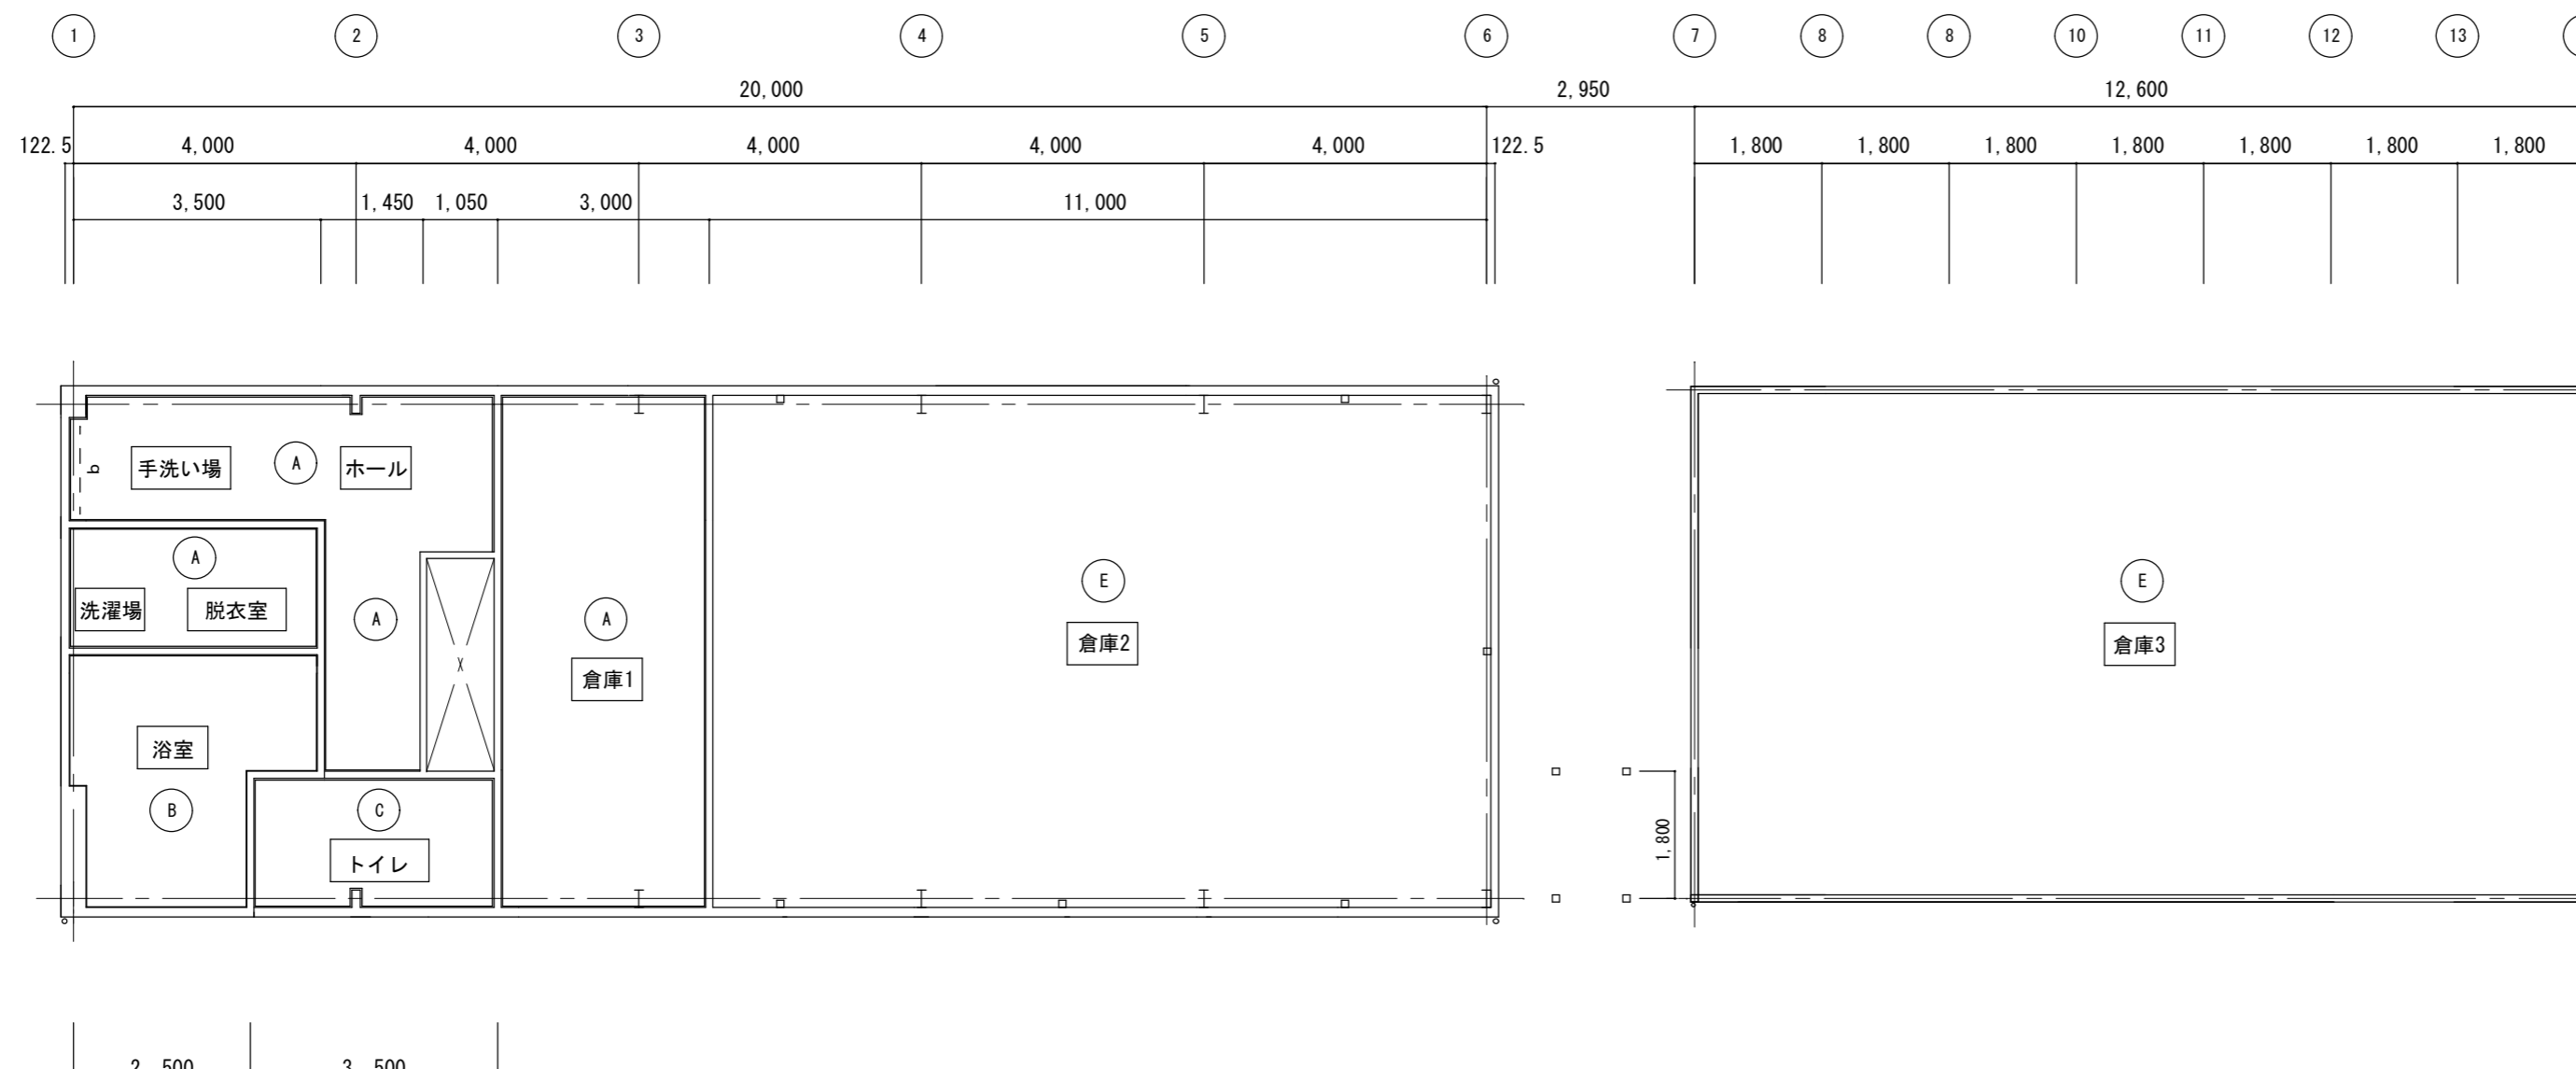 1 2 3 4 5 6 7 8 8 10 11 12 13
20,000 2,950 12,600
122.5 4,000 4,000 4,000 4,000 4,000 122.5 1,800 1,800 1,800 1,800 1,800 1,800 1,800
3,500 1,450 1,050 3,000 11,000
b 手洗い場 A ホール
A
E E
洗濯場 脱衣室 A A
倉庫2 倉庫3
X 倉庫1
浴室
B C
1,800
トイレ
2,500 3,500